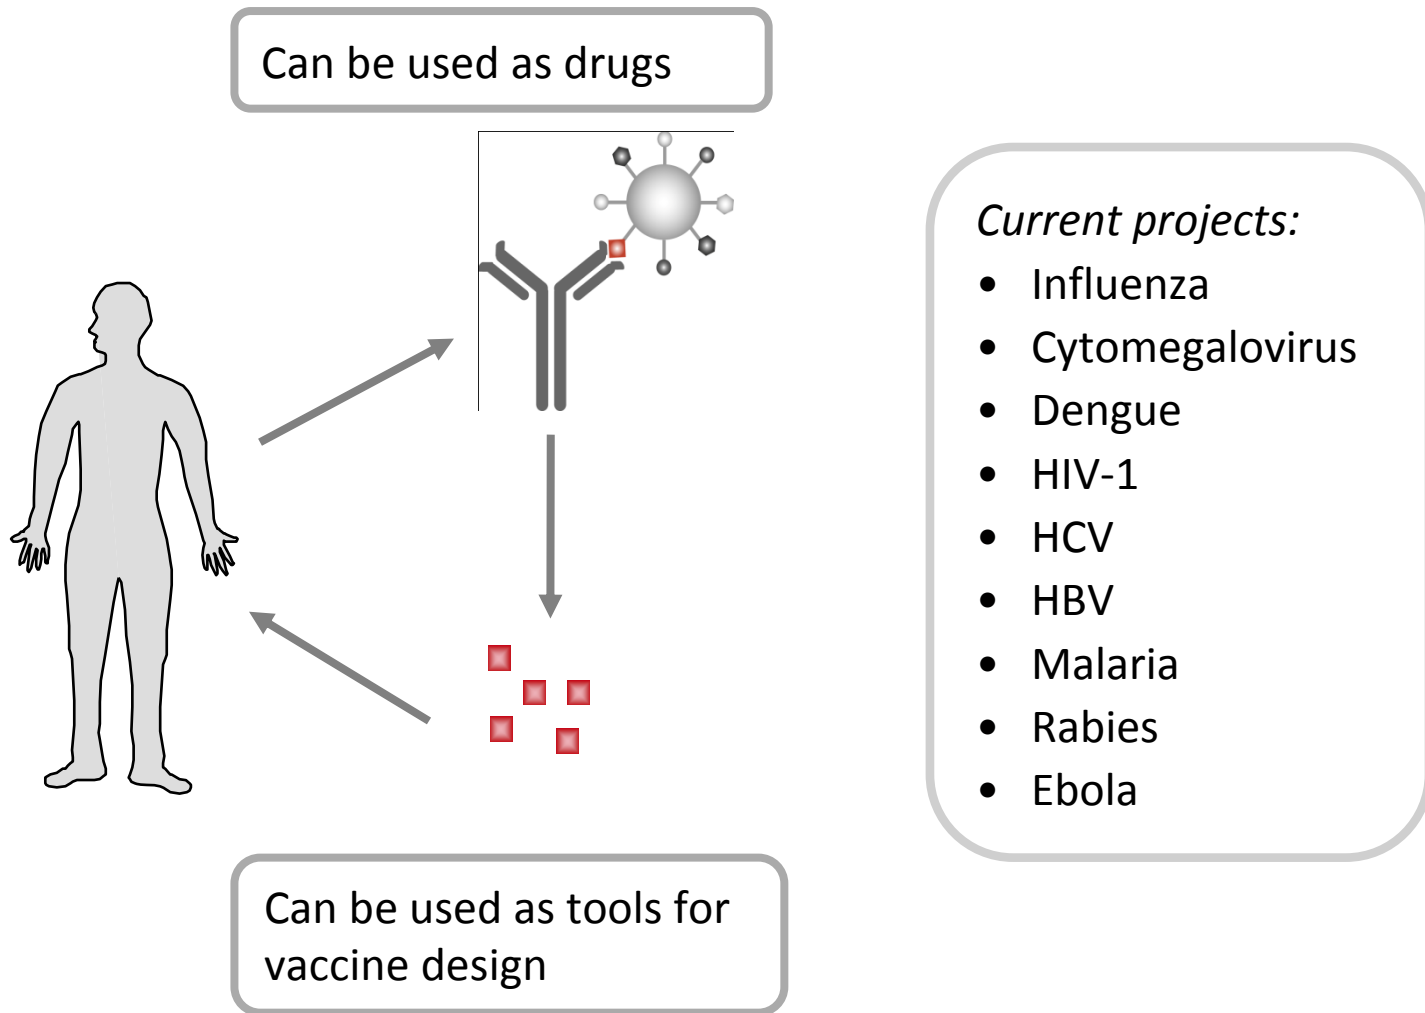 Can be used as drugs
Current projects:
• Influenza
• Cytomegalovirus
• Dengue
• HIV-1
• HCV
• HBV
• Malaria
• Rabies
• Ebola
Can be used as tools for
vaccine design